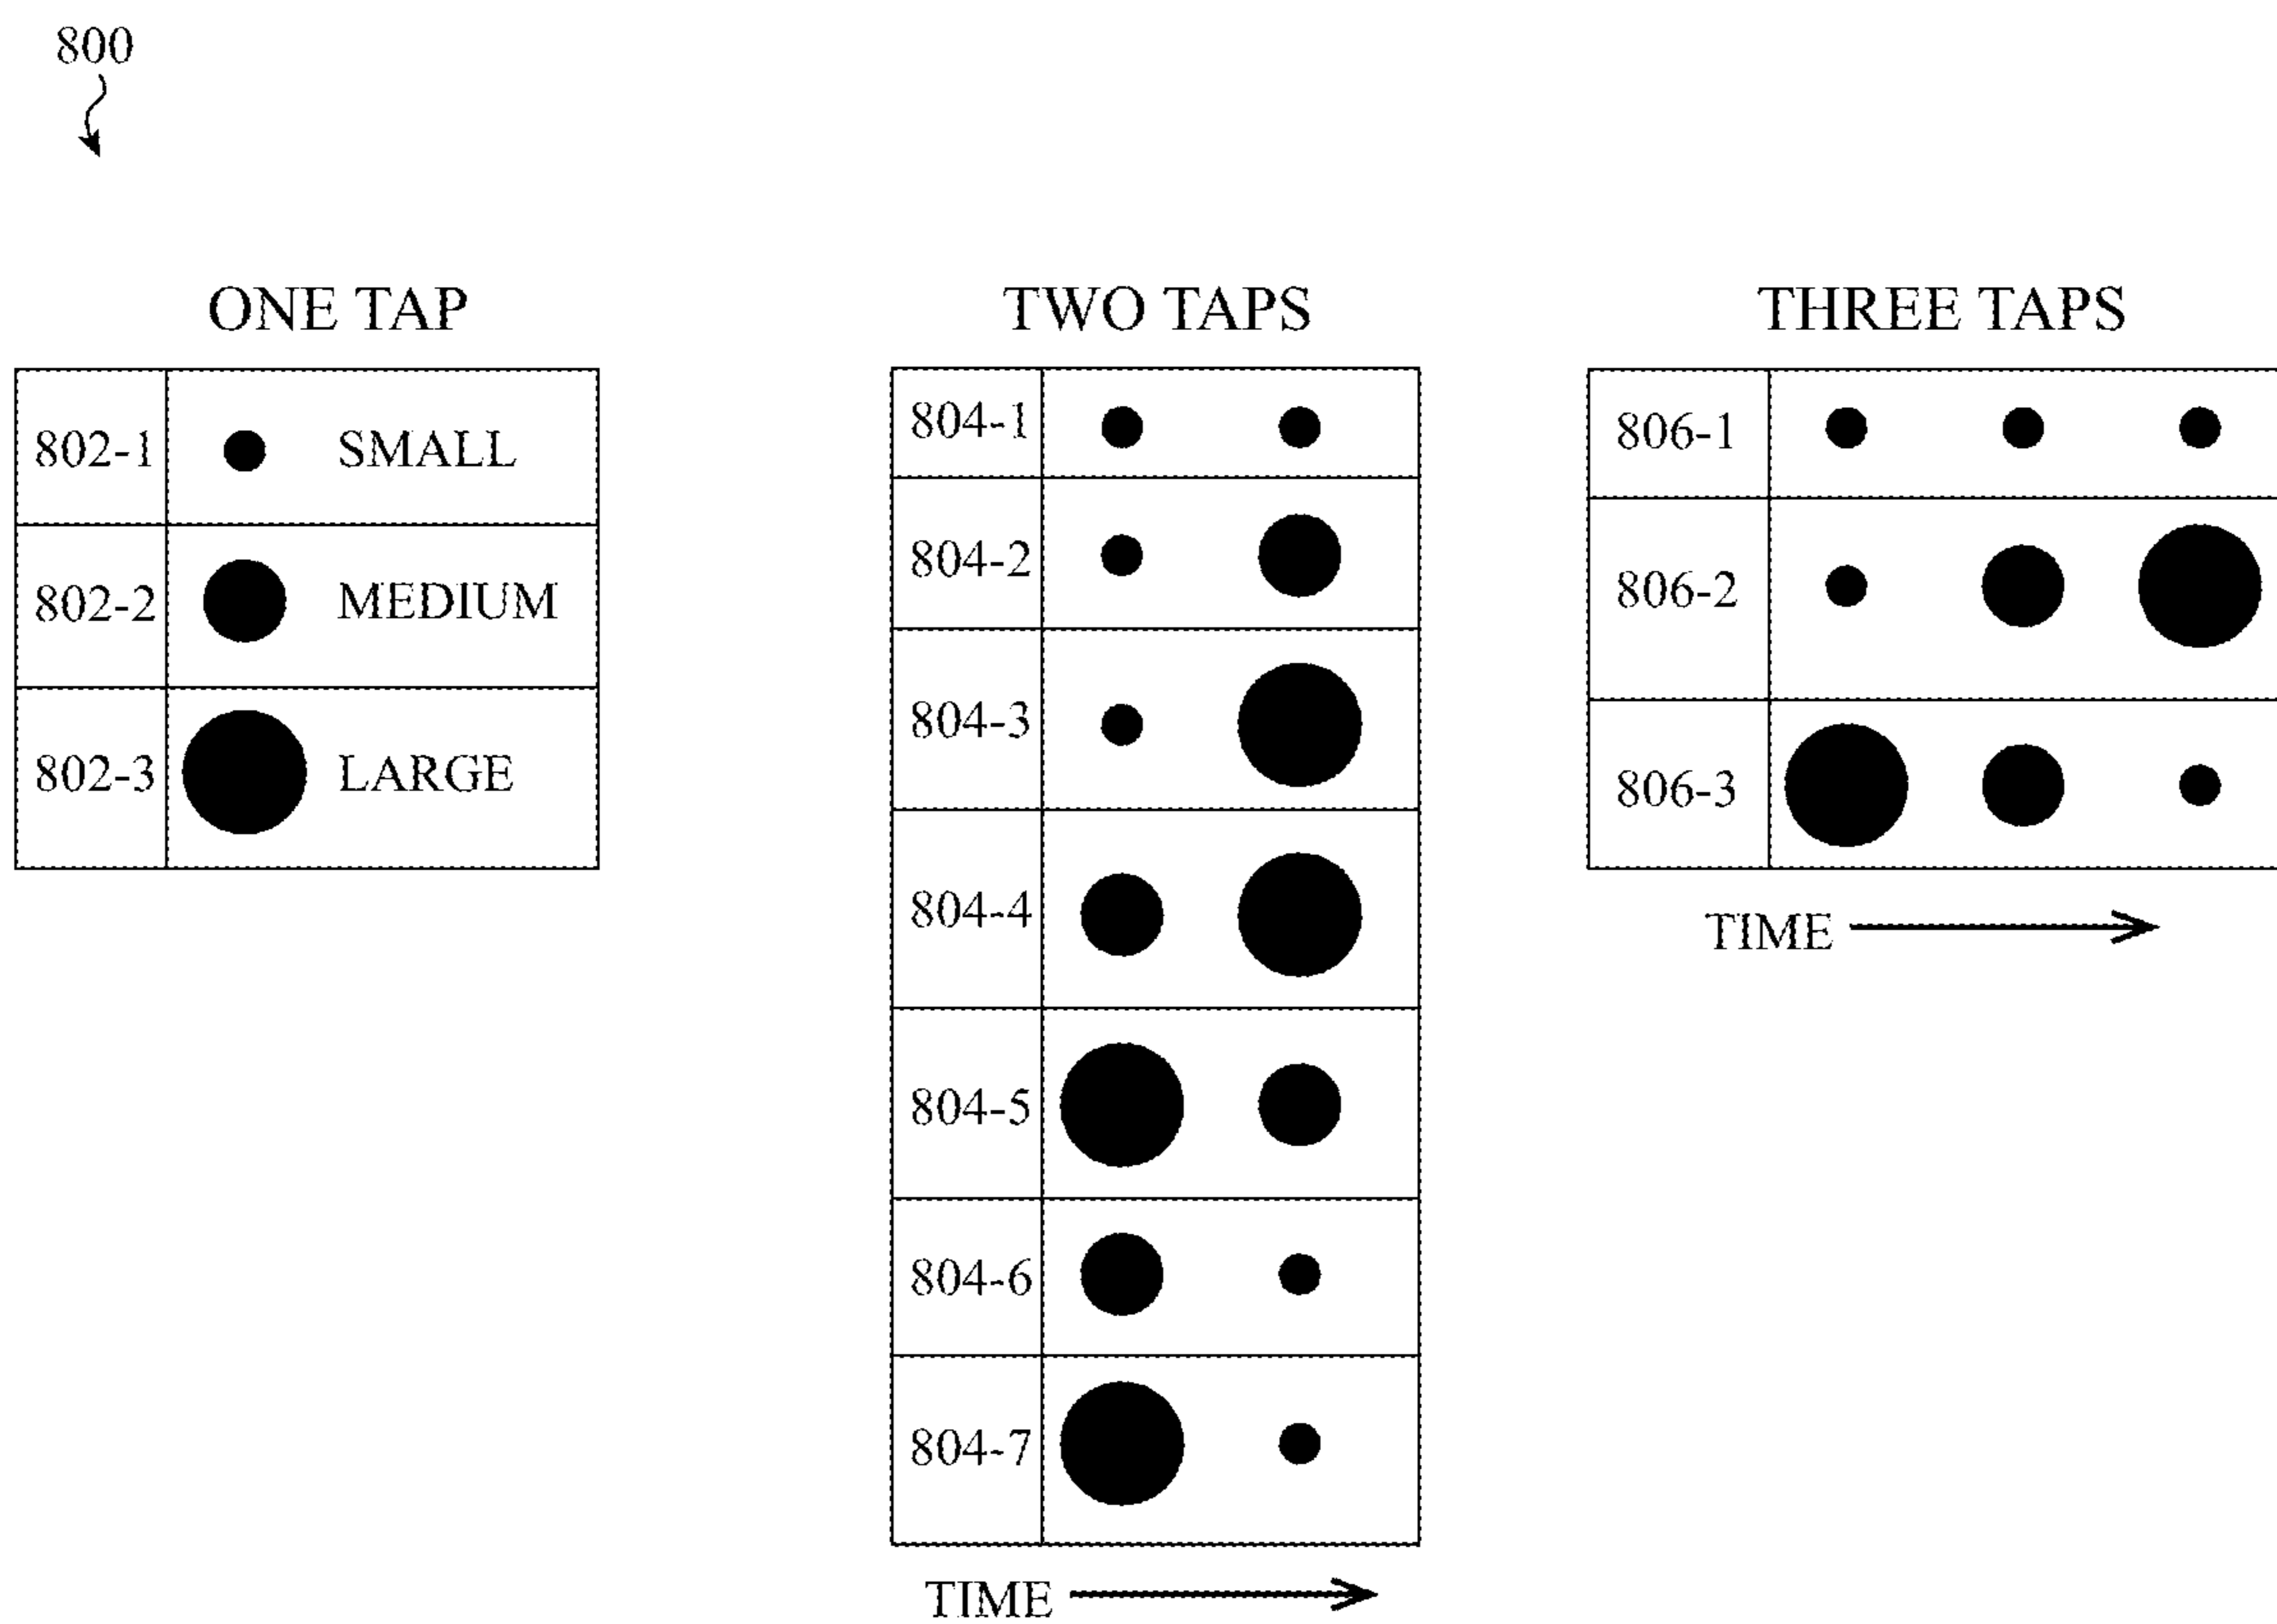 800
ONE TAP
802-1 SMALL
802-2 MEDIUM
802-3 LARGE
TWO TAPS
804-1
804-2
804-3
804-4
804-5
804-6
804-7
TIME
THREE TAPS
806-1
806-2
806-3
TIME